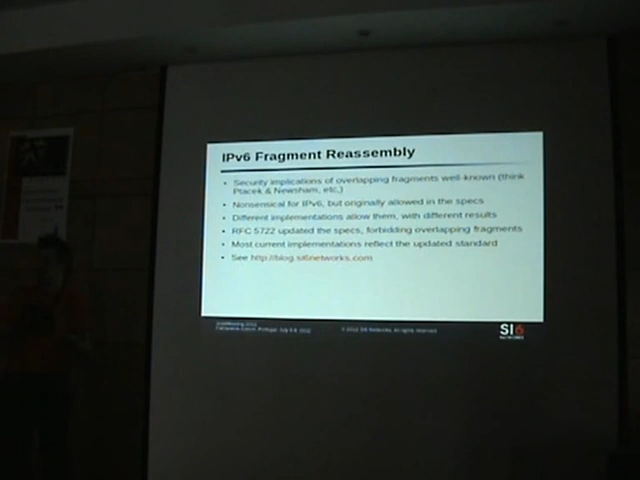 IPv6 Fragment Reassembly
• Security implications of overlapping fragments well-known (think
Ptacek & Newsham, etc,)
• Nonsensical for IPv6, but originally allowed in the specs
• Different implementations allow them, with different results
• RFC 5722 updated the specs, forbidding overlapping fragments
• Most current implementations reflect the updated standard
• See http://blog.si6networks.com
© 2012 SI6 Networks. All rights reserved
SI6
NETWORKS